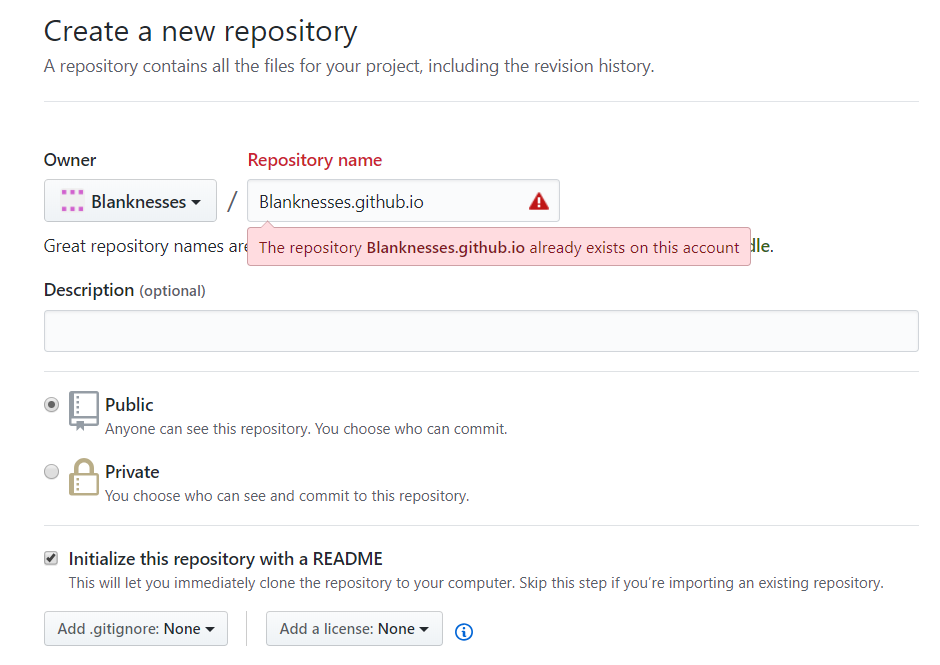 Create a new repository
A repository contains all the files for your project, including the revision history.
Owner
Repository name
Blanknesses / Blanknesses.github.io
Great repository names are
The repository Blanknesses.github.io already exists on this account
Description (optional)
Public
Anyone can see this repository. You choose who can commit.
Private
You choose who can see and commit to this repository.
Initialize this repository with a README
This will let you immediately clone the repository to your computer. Skip this step if you’re importing an existing repository.
Add .gitignore: None
Add a license: None